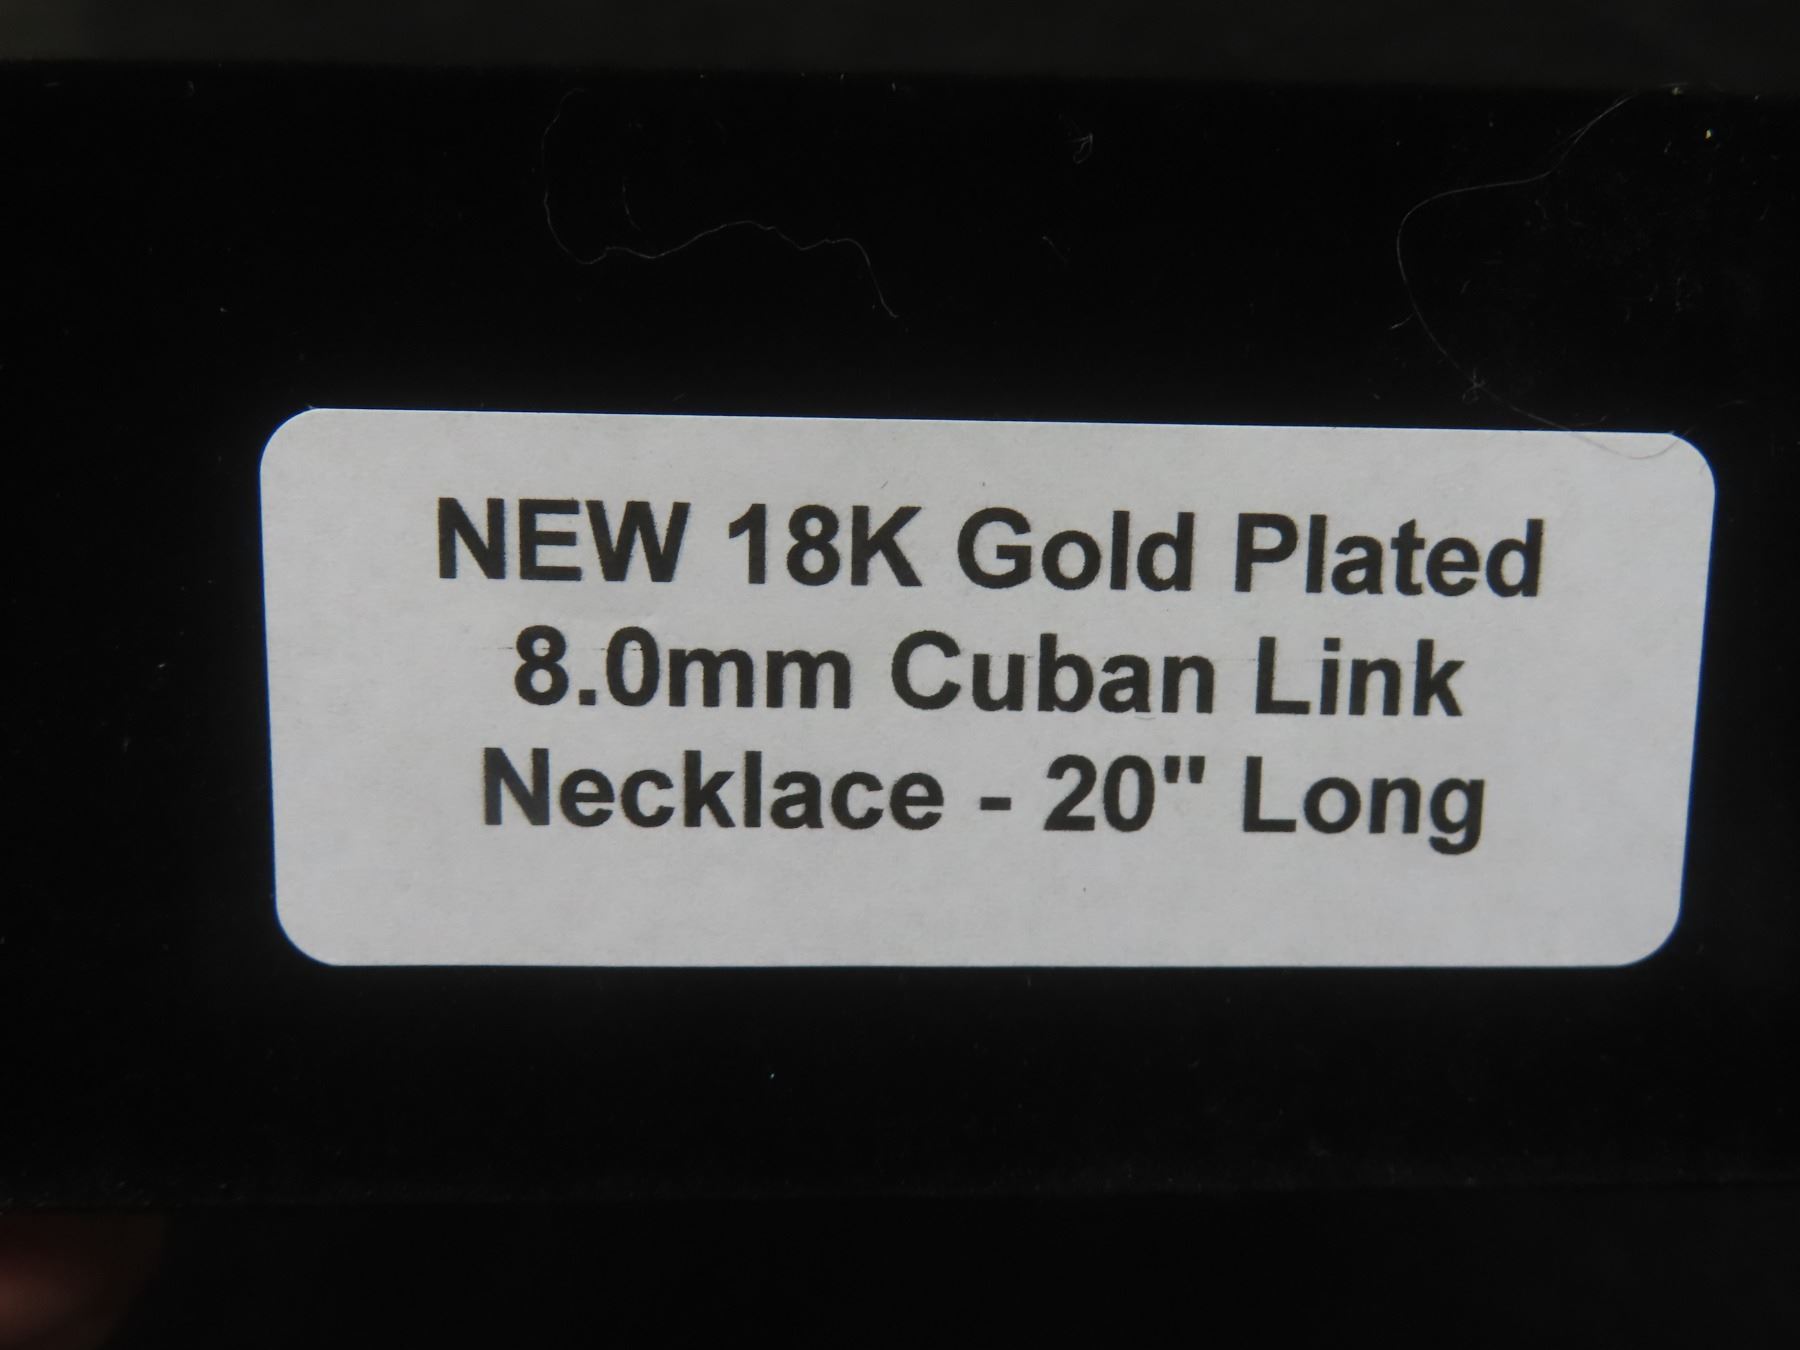 NEW 18K Gold Plated
8.0mm Cuban Link
Necklace - 20" Long